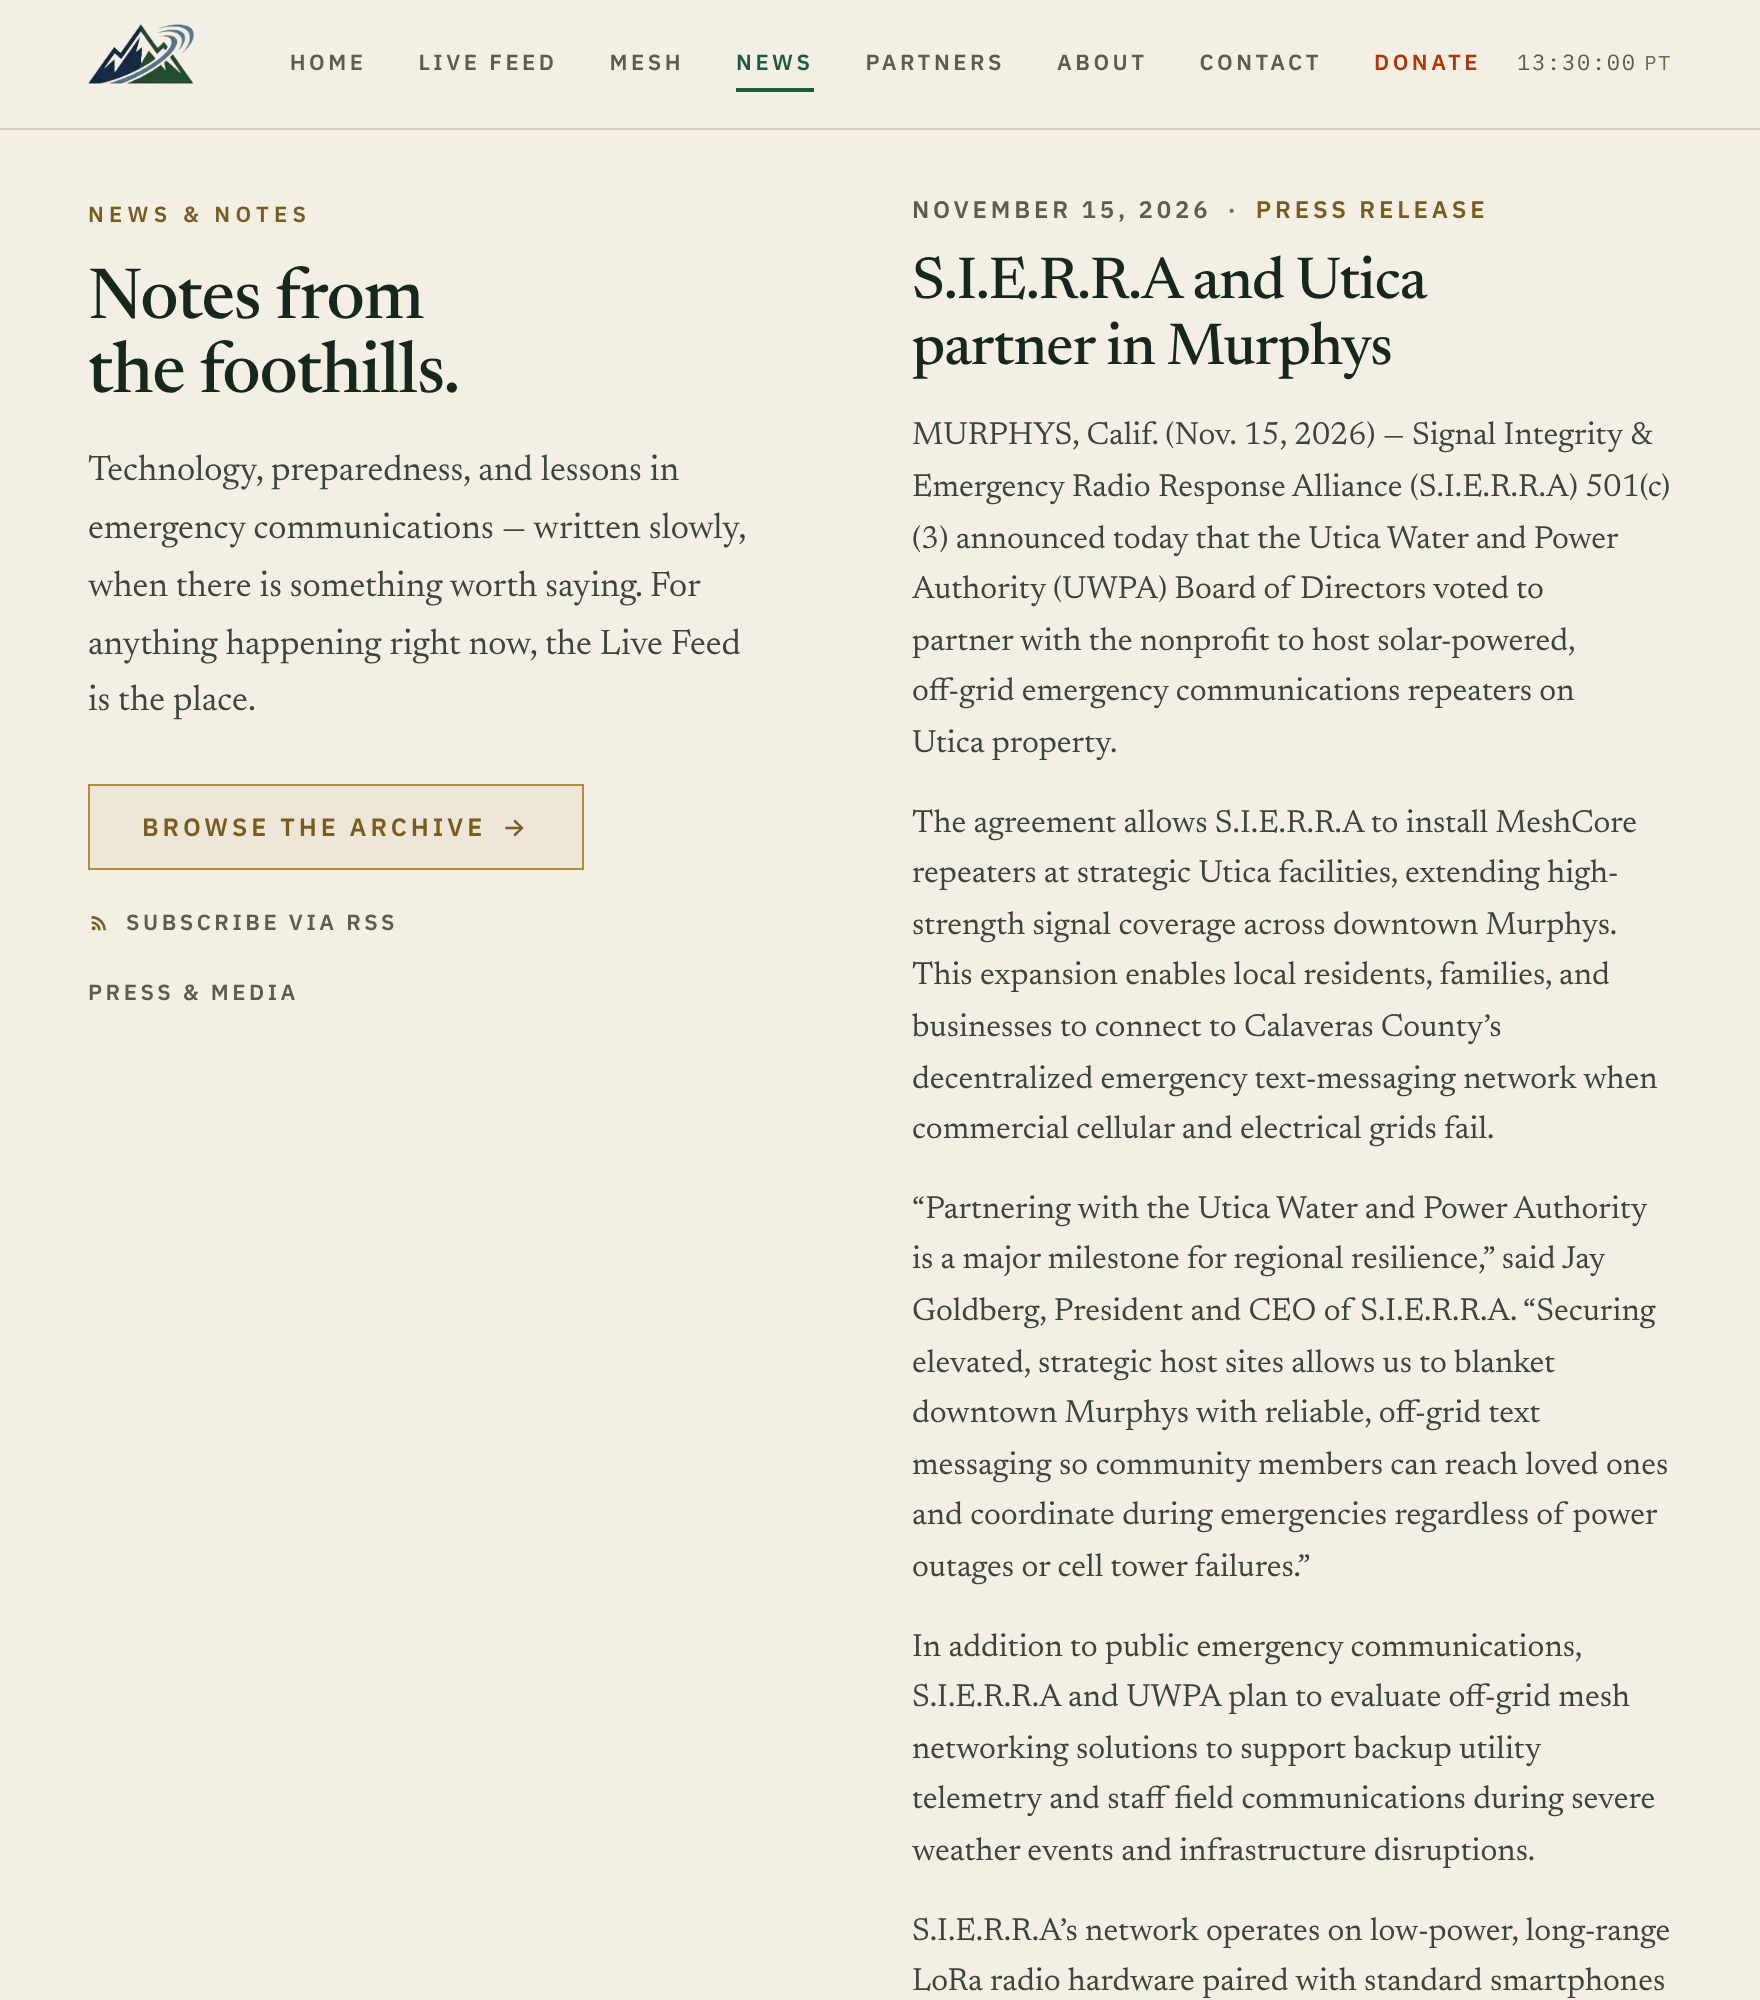 HOME LIVE FEED MESH NEWS PARTNERS ABOUT CONTACT DONATE 13:30:00 PT
NEWS & NOTES
Notes from
the foothills.
Technology, preparedness, and lessons in
emergency communications — written slowly,
when there is something worth saying. For
anything happening right now, the Live Feed
is the place.
BROWSE THE ARCHIVE →
SUBSCRIBE VIA RSS
PRESS & MEDIA
NOVEMBER 15, 2026 · PRESS RELEASE
S.I.E.R.R.A and Utica
partner in Murphys
MURPHYS, Calif. (Nov. 15, 2026) — Signal Integrity &
Emergency Radio Response Alliance (S.I.E.R.R.A) 501(c)
(3) announced today that the Utica Water and Power
Authority (UWPA) Board of Directors voted to
partner with the nonprofit to host solar-powered,
off-grid emergency communications repeaters on
Utica property.
The agreement allows S.I.E.R.R.A to install MeshCore
repeaters at strategic Utica facilities, extending high-
strength signal coverage across downtown Murphys.
This expansion enables local residents, families, and
businesses to connect to Calaveras County’s
decentralized emergency text-messaging network when
commercial cellular and electrical grids fail.
“Partnering with the Utica Water and Power Authority
is a major milestone for regional resilience,” said Jay
Goldberg, President and CEO of S.I.E.R.R.A. “Securing
elevated, strategic host sites allows us to blanket
downtown Murphys with reliable, off-grid text
messaging so community members can reach loved ones
and coordinate during emergencies regardless of power
outages or cell tower failures.”
In addition to public emergency communications,
S.I.E.R.R.A and UWPA plan to evaluate off-grid mesh
networking solutions to support backup utility
telemetry and staff field communications during severe
weather events and infrastructure disruptions.
S.I.E.R.R.A’s network operates on low-power, long-range
LoRa radio hardware paired with standard smartphones